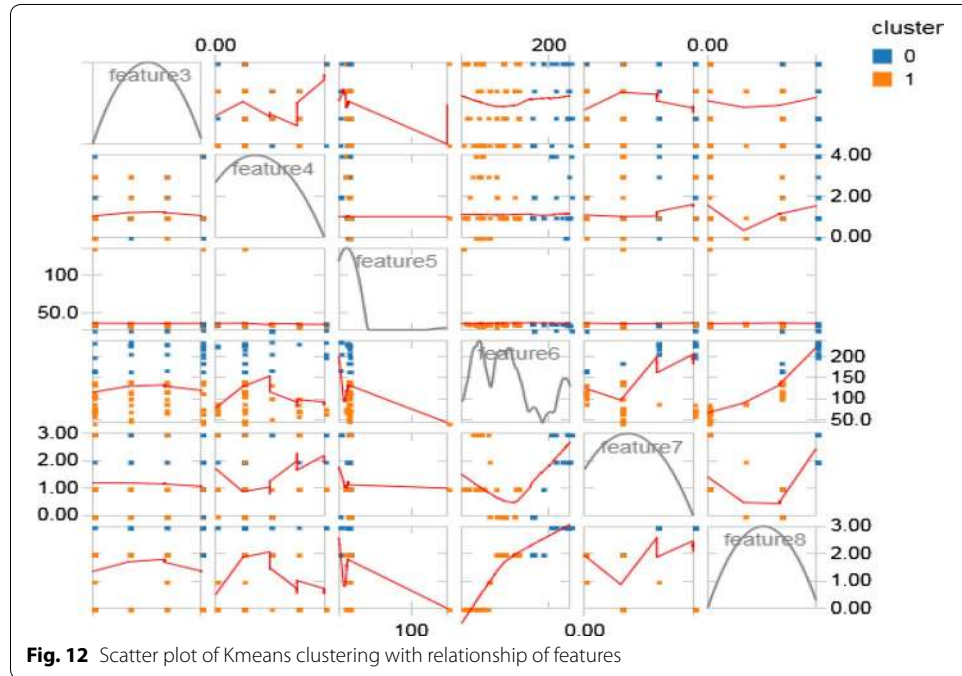 0.00 200 0.00
cluster
0
1
feature3
feature4
4.00
2.00
0.00
feature5
100
50.0
feature6
200
150
100
50.0
3.00
2.00
1.00
0.00
feature7
feature8
3.00
2.00
1.00
0.00
100 0.00
Fig. 12 Scatter plot of Kmeans clustering with relationship of features